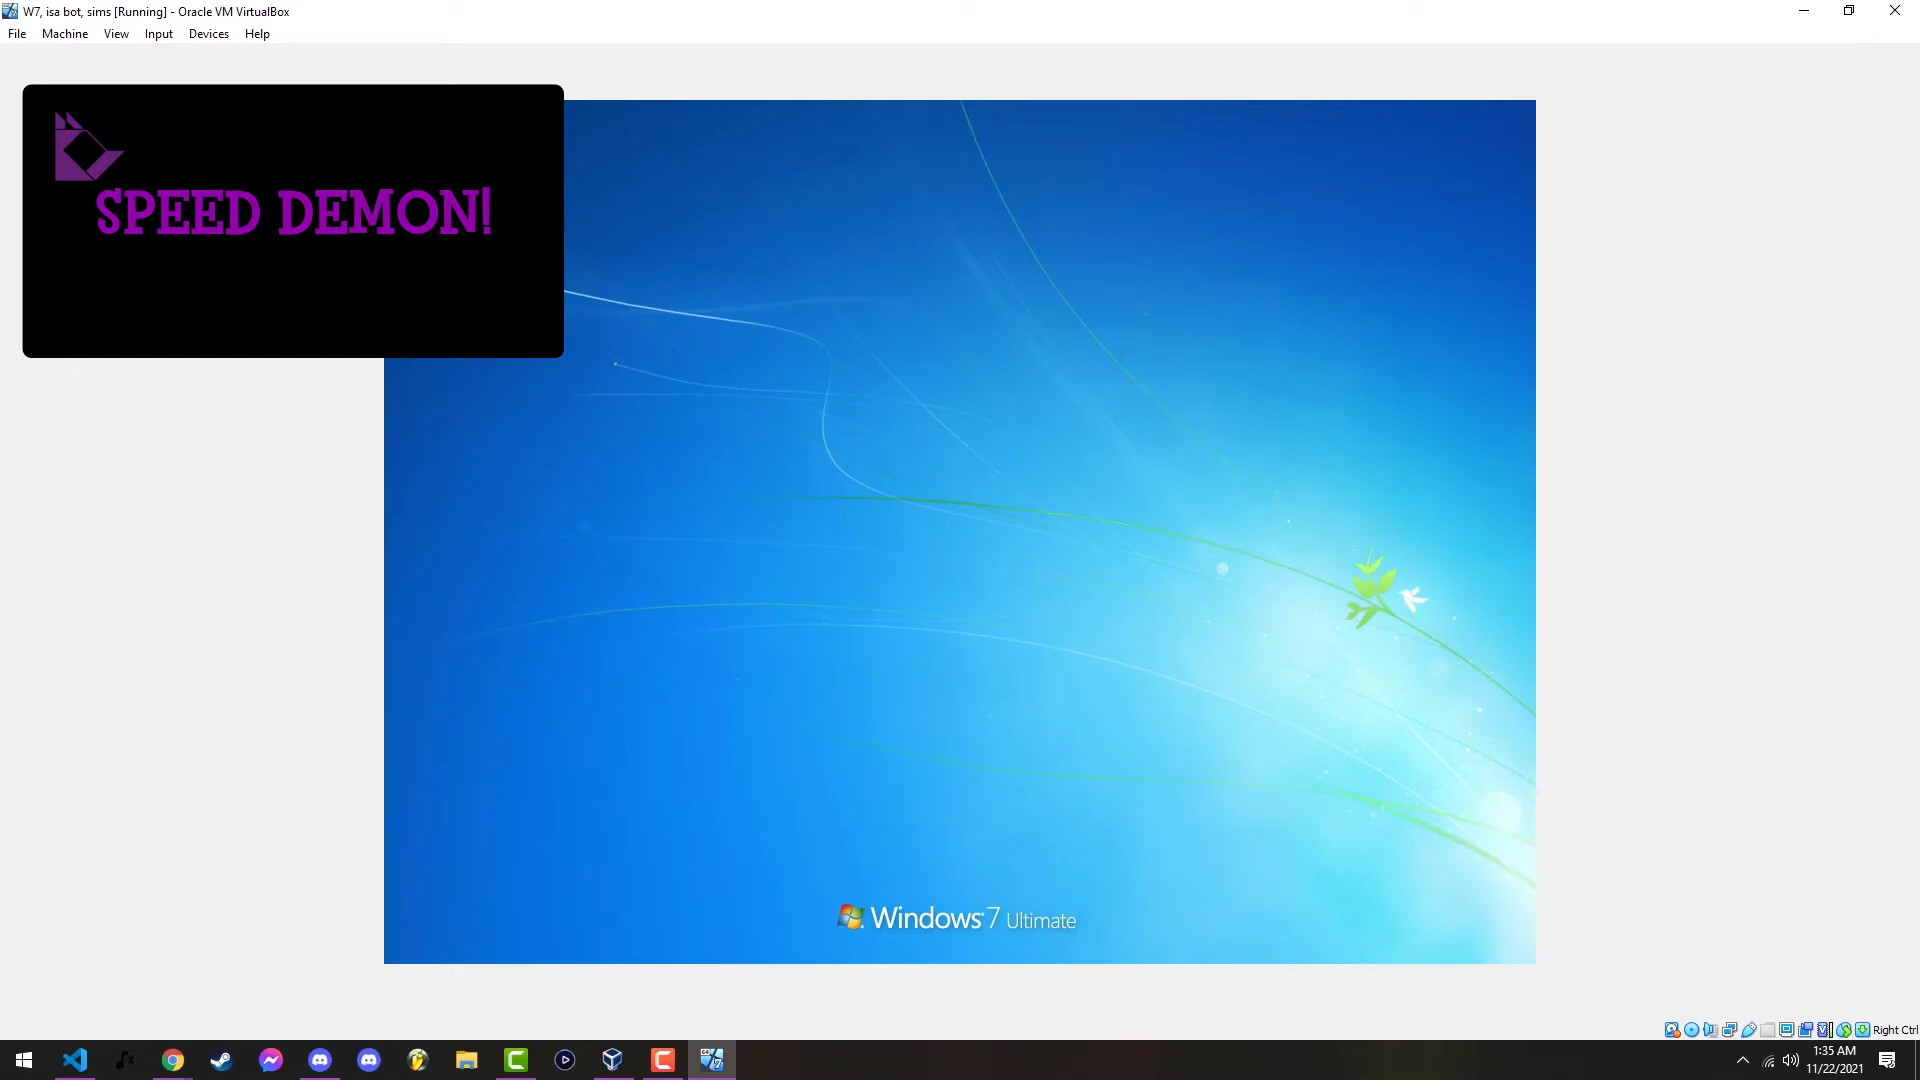 W7, isa bot, sims [Running] - Oracle VM VirtualBox
File Machine View Input Devices Help
SPEED DEMON!
Windows 7 Ultimate
Right Ctrl
1:35 AM
11/22/2021